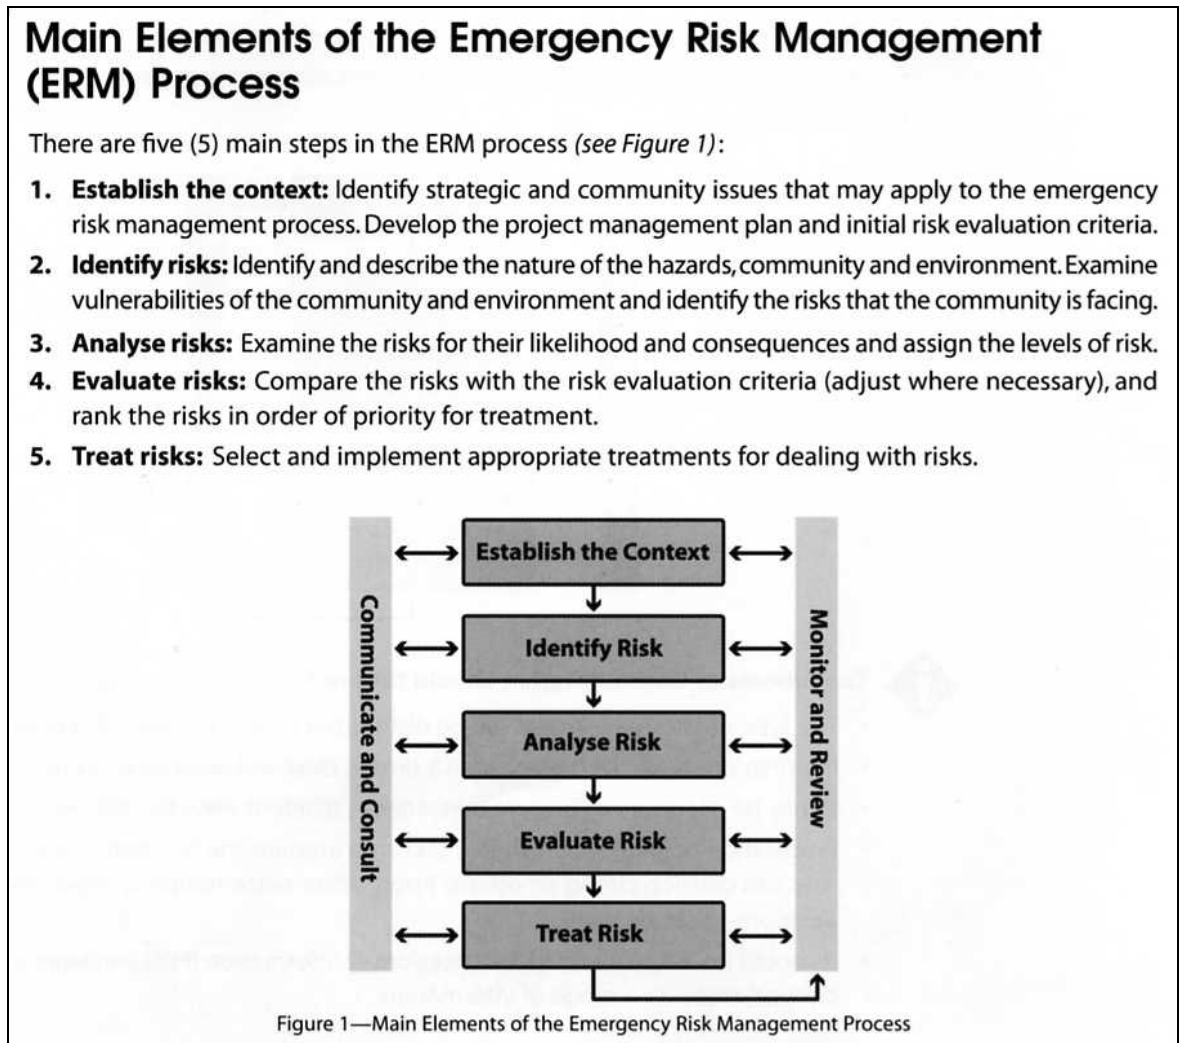 Main Elements of the Emergency Risk Management
(ERM) Process
There are five (5) main steps in the ERM process (see Figure 1):
1. Establish the context: Identify strategic and community issues that may apply to the emergency
risk management process. Develop the project management plan and initial risk evaluation criteria.
2. Identify risks: Identify and describe the nature of the hazards, community and environment. Examine
vulnerabilities of the community and environment and identify the risks that the community is facing.
3. Analyse risks: Examine the risks for their likelihood and consequences and assign the levels of risk.
4. Evaluate risks: Compare the risks with the risk evaluation criteria (adjust where necessary), and
rank the risks in order of priority for treatment.
5. Treat risks: Select and implement appropriate treatments for dealing with risks.
Communicate and Consult
Establish the Context
Identify Risk
Analyse Risk
Evaluate Risk
Treat Risk
Monitor and Review
Figure 1—Main Elements of the Emergency Risk Management Process